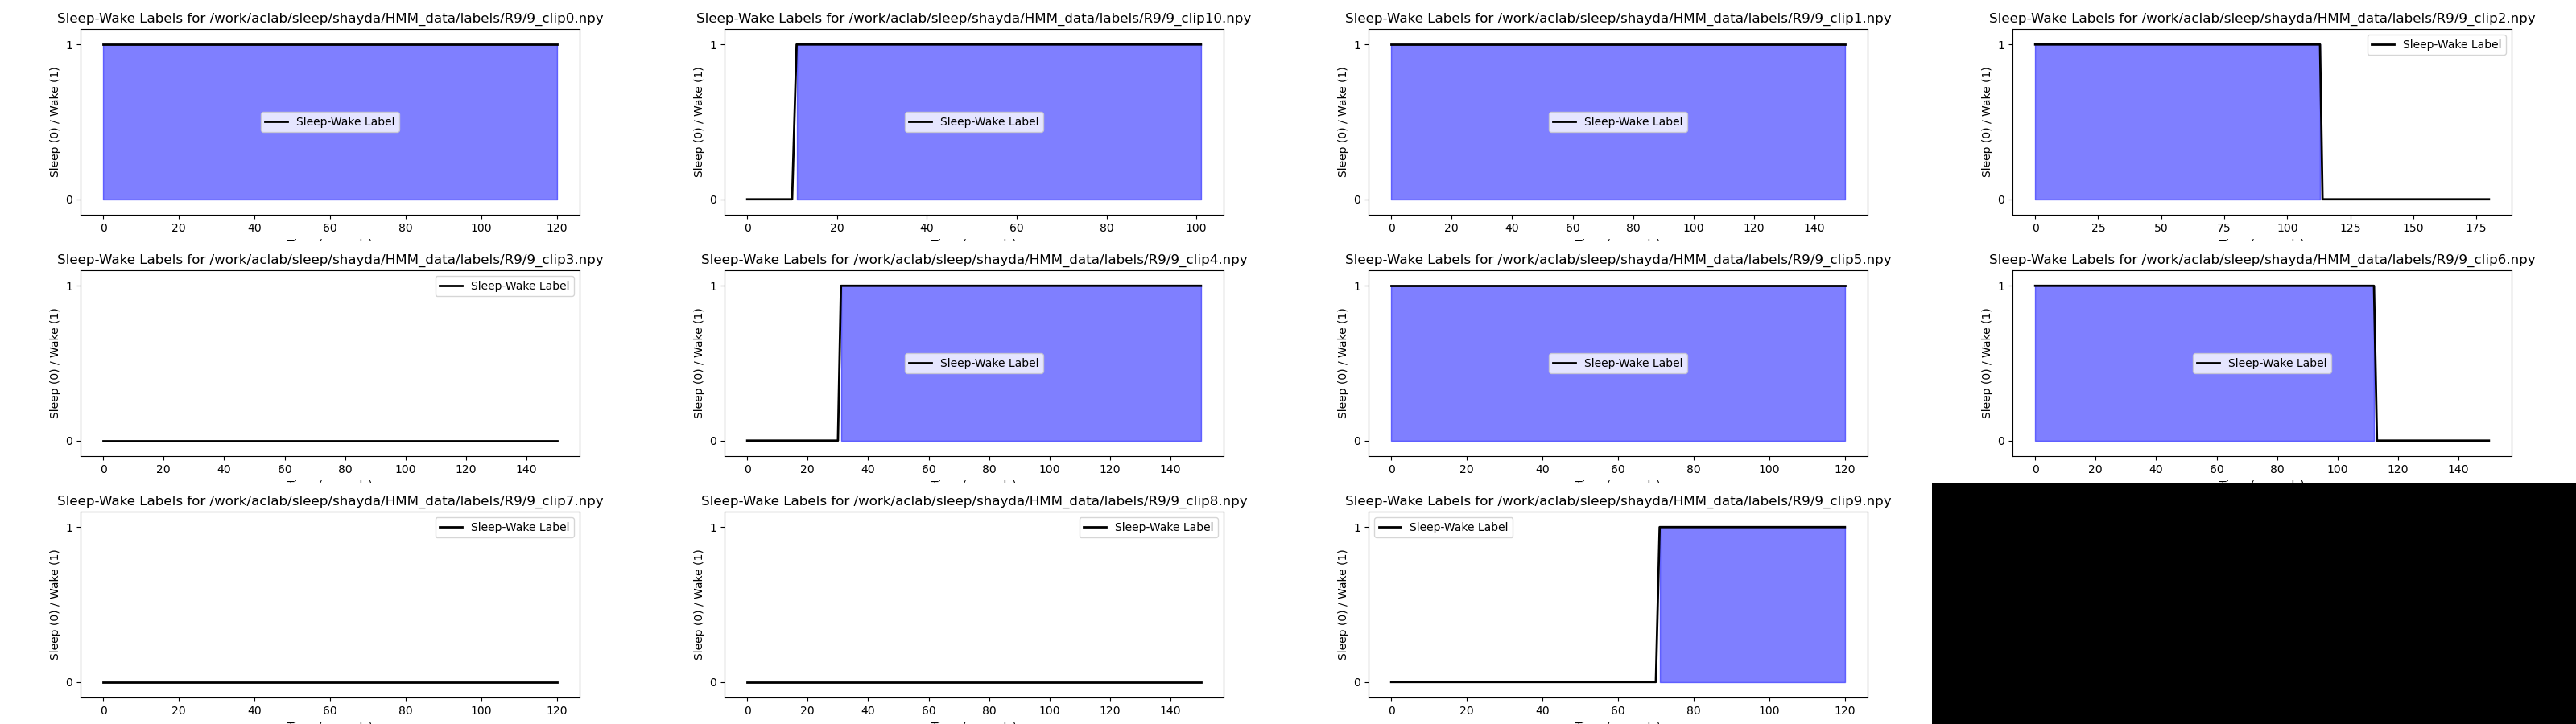 Sleep-Wake Labels for /work/aclab/sleep/shayda/HMM_data/labels/R9/9_clip0.npy
Sleep (0) / Wake (1)
1
0
Sleep-Wake Label
0 20 40 60 80 100 120
Sleep-Wake Labels for /work/aclab/sleep/shayda/HMM_data/labels/R9/9_clip10.npy
Sleep (0) / Wake (1)
1
0
Sleep-Wake Label
0 20 40 60 80 100
Sleep-Wake Labels for /work/aclab/sleep/shayda/HMM_data/labels/R9/9_clip1.npy
Sleep (0) / Wake (1)
1
0
Sleep-Wake Label
0 20 40 60 80 100 120 140
Sleep-Wake Labels for /work/aclab/sleep/shayda/HMM_data/labels/R9/9_clip2.npy
Sleep (0) / Wake (1)
1
0
Sleep-Wake Label
0 25 50 75 100 125 150 175
Sleep-Wake Labels for /work/aclab/sleep/shayda/HMM_data/labels/R9/9_clip3.npy
Sleep (0) / Wake (1)
1
0
Sleep-Wake Label
0 20 40 60 80 100 120 140
Sleep-Wake Labels for /work/aclab/sleep/shayda/HMM_data/labels/R9/9_clip4.npy
Sleep (0) / Wake (1)
1
0
Sleep-Wake Label
0 20 40 60 80 100 120 140
Sleep-Wake Labels for /work/aclab/sleep/shayda/HMM_data/labels/R9/9_clip5.npy
Sleep (0) / Wake (1)
1
0
Sleep-Wake Label
0 20 40 60 80 100 120
Sleep-Wake Labels for /work/aclab/sleep/shayda/HMM_data/labels/R9/9_clip6.npy
Sleep (0) / Wake (1)
1
0
Sleep-Wake Label
0 20 40 60 80 100 120 140
Sleep-Wake Labels for /work/aclab/sleep/shayda/HMM_data/labels/R9/9_clip7.npy
Sleep (0) / Wake (1)
1
0
Sleep-Wake Label
0 20 40 60 80 100 120
Sleep-Wake Labels for /work/aclab/sleep/shayda/HMM_data/labels/R9/9_clip8.npy
Sleep (0) / Wake (1)
1
0
Sleep-Wake Label
0 20 40 60 80 100 120 140
Sleep-Wake Labels for /work/aclab/sleep/shayda/HMM_data/labels/R9/9_clip9.npy
Sleep (0) / Wake (1)
1
0
Sleep-Wake Label
0 20 40 60 80 100 120